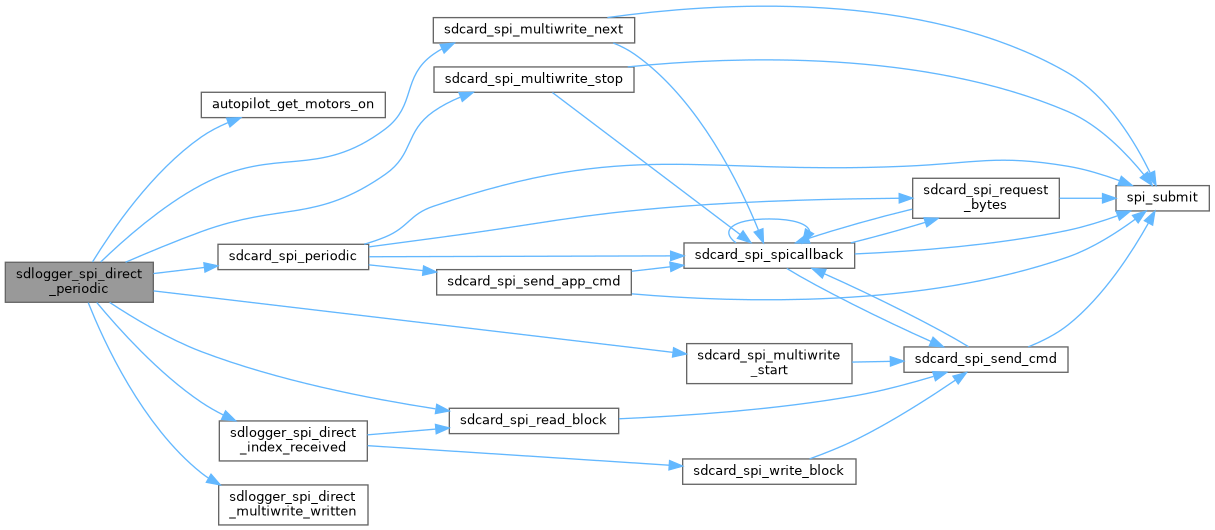 sdcard_spi_multiwrite_next
sdcard_spi_multiwrite_stop
autopilot_get_motors_on
sdcard_spi_request
_bytes
spi_submit
sdcard_spi_periodic
sdcard_spi_spicallback
sdlogger_spi_direct
_periodic
sdcard_spi_send_app_cmd
sdcard_spi_multiwrite
_start
sdcard_spi_send_cmd
sdcard_spi_read_block
sdlogger_spi_direct
_index_received
sdcard_spi_write_block
sdlogger_spi_direct
_multiwrite_written